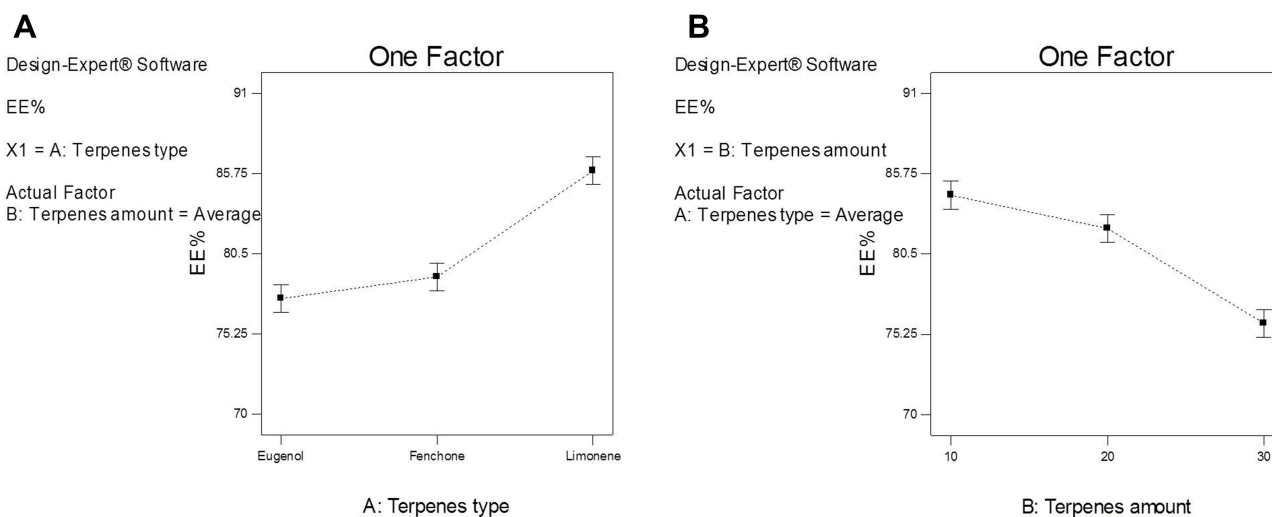 A
Design-Expert® Software
EE%
X1 = A: Terpenes type
Actual Factor
B: Terpenes amount = Average
One Factor
91
85.75
80.5
75.25
70
EE%
Eugenol
Fenchone
Limonene
A: Terpenes type
B
Design-Expert® Software
EE%
X1 = B: Terpenes amount
Actual Factor
A: Terpenes type = Average
One Factor
91
85.75
80.5
75.25
70
EE%
10
20
30
B: Terpenes amount